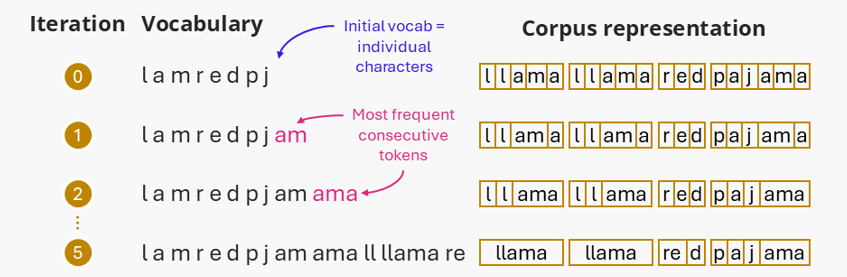 Iteration Vocabulary Corpus representation
Initial vocab =
individual
characters
0 l a m r e d p j l l a m a l l a m a r e d p a j a m a
Most frequent
consecutive
tokens
1 l a m r e d p j am l l am a l l am a r e d p a j am a
2 l a m r e d p j am ama l l ama l l ama r e d p a j ama
⋮
5 l a m r e d p j am ama ll llama re llama llama re d p a j ama